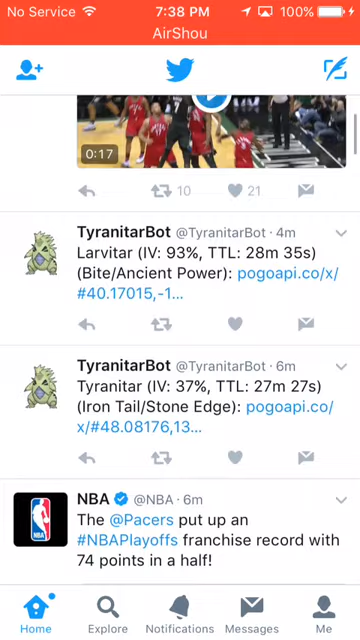 No Service 7:38 PM 100%
AirShou
0:17
10 21
TyranitarBot @TyranitarBot · 4m
Larvitar (IV: 93%, TTL: 28m 35s)
(Bite/Ancient Power): pogoapi.co/x/
#40.17015,-1...
TyranitarBot @TyranitarBot · 6m
Tyranitar (IV: 37%, TTL: 27m 27s)
(Iron Tail/Stone Edge): pogoapi.co/
x/#48.08176,13...
NBA @NBA · 6m
The @Pacers put up an
#NBAPlayoffs franchise record with
74 points in a half!
Home Explore Notifications Messages Me